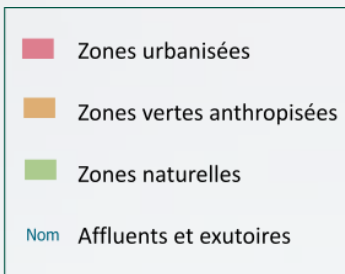 Zones urbanisées
Zones vertes anthropisées
Zones naturelles
Nom Affluents et exutoires